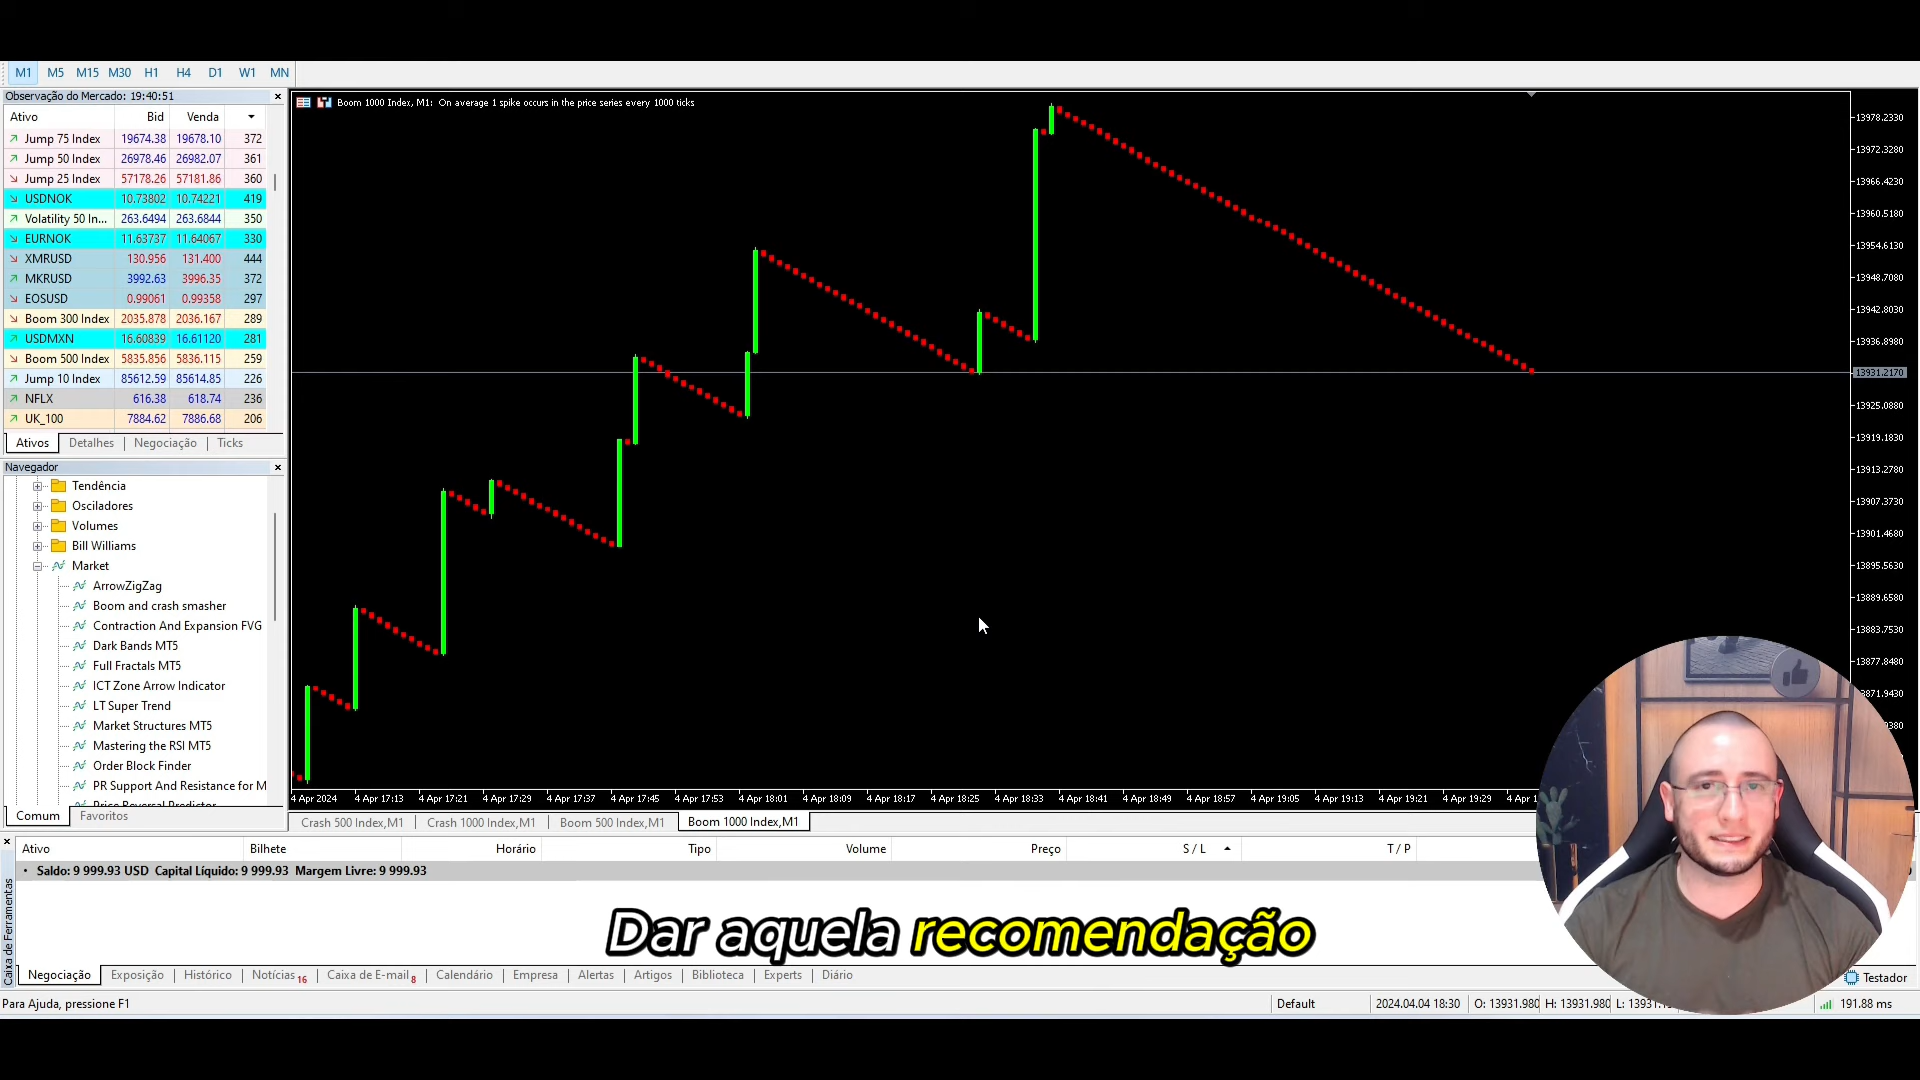 M1 M5 M15 M30 H1 H4 D1 W1 MN
Observação do Mercado: 19:40:51
Ativo Bid Venda
Jump 75 Index 19674.38 19678.10 372
Jump 50 Index 26978.46 26982.07 361
Jump 25 Index 57178.26 57181.86 360
USDNOK 10.73802 10.74221 419
Volatility 50 In... 263.6494 263.6844 350
EURNOK 11.63737 11.64067 330
XMRUSD 130.956 131.400 444
MKRUSD 3992.63 3996.35 372
EOSUSD 0.99061 0.99358 297
Boom 300 Index 2035.878 2036.167 289
USDMXN 16.60839 16.61120 281
Boom 500 Index 5835.856 5836.115 259
Jump 10 Index 85612.59 85614.85 226
NFLX 616.38 618.74 236
UK_100 7884.62 7886.68 206
Ativos Detalhes Negociação Ticks
Navegador
Tendência
Osciladores
Volumes
Bill Williams
Market
ArrowZigZag
Boom and crash smasher
Contraction And Expansion FVG
Dark Bands MT5
Full Fractals MT5
ICT Zone Arrow Indicator
LT Super Trend
Market Structures MT5
Mastering the RSI MT5
Order Block Finder
PR Support And Resistance for M
Price Reversal Predictor
Comum Favoritos
Boom 1000 Index, M1: On average 1 spike occurs in the price series every 1000 ticks
13978.2330
13972.3280
13966.4230
13960.5180
13954.6130
13948.7080
13942.8030
13936.8980
13931.2170
13925.0880
13919.1830
13913.2780
13907.3730
13901.4680
13895.5630
13889.6580
13883.7530
13877.8480
13871.9430
380
4 Apr 2024 4 Apr 17:13 4 Apr 17:21 4 Apr 17:29 4 Apr 17:37 4 Apr 17:45 4 Apr 17:53 4 Apr 18:01 4 Apr 18:09 4 Apr 18:17 4 Apr 18:25 4 Apr 18:33 4 Apr 18:41 4 Apr 18:49 4 Apr 18:57 4 Apr 19:05 4 Apr 19:13 4 Apr 19:21 4 Apr 19:29 4 Apr 1
Crash 500 Index,M1 Crash 1000 Index,M1 Boom 500 Index,M1 Boom 1000 Index,M1
Ativo Bilhete Horário Tipo Volume Preço S / L T / P
Saldo: 9 999.93 USD Capital Líquido: 9 999.93 Margem Livre: 9 999.93
Dar aquela recomendação
Caixa de Ferramentas
Negociação Exposição Histórico Notícias 16 Caixa de E-mail 8 Calendário Empresa Alertas Artigos Biblioteca Experts Diário
Testador
Para Ajuda, pressione F1 Default 2024.04.04 18:30 O: 13931.980 H: 13931.980 L: 13931. 191.88 ms